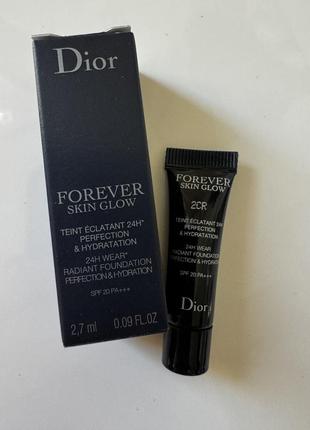 Dior
FOREVER
SKIN GLOW
TEINT ÉCLATANT 24H*
PERFECTION
& HYDRATATION
24H WEAR*
RADIANT FOUNDATION
PERFECTION & HYDRATION
SPF 20 PA+++
2,7 ml 0.09 FL.OZ
FOREVER
SKIN GLOW
2CR
TEINT ÉCLATANT 24H*
PERFECTION
& HYDRATATION
24H WEAR*
RADIANT FOUNDATION
PERFECTION & HYDRATION
SPF 20 PA+++
Dior